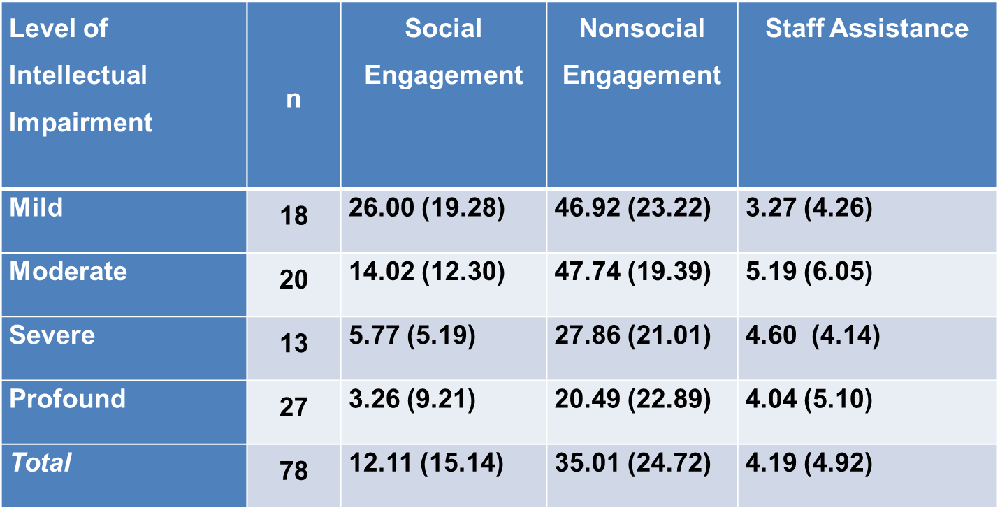 Level of Intellectual Impairment n Social Engagement Nonsocial Engagement Staff Assistance
Mild 18 26.00 (19.28) 46.92 (23.22) 3.27 (4.26)
Moderate 20 14.02 (12.30) 47.74 (19.39) 5.19 (6.05)
Severe 13 5.77 (5.19) 27.86 (21.01) 4.60 (4.14)
Profound 27 3.26 (9.21) 20.49 (22.89) 4.04 (5.10)
Total 78 12.11 (15.14) 35.01 (24.72) 4.19 (4.92)